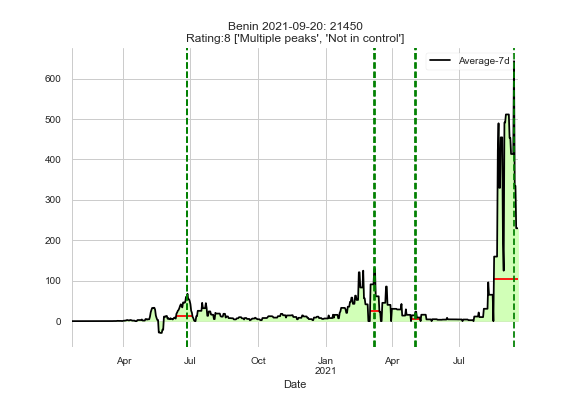 Benin 2021-09-20: 21450
Rating:8 ['Multiple peaks', 'Not in control']
Average-7d
600
500
400
300
200
100
0
Apr Jul Oct Jan Apr Jul
2021
Date